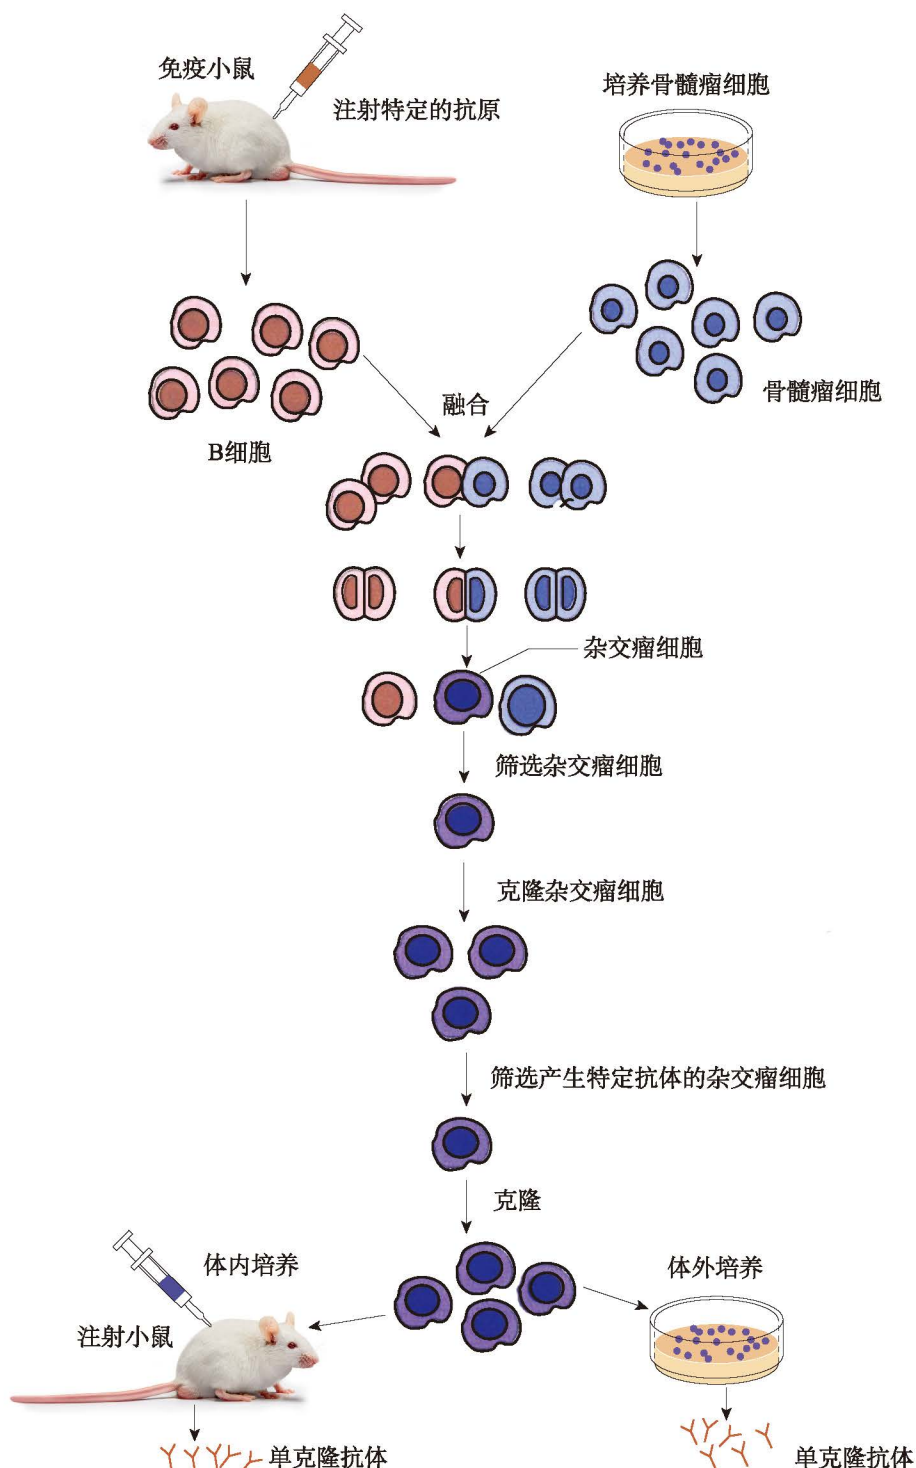 免疫小鼠
注射特定的抗原
培养骨髓瘤细胞
骨髓瘤细胞
B细胞
融合
杂交瘤细胞
筛选杂交瘤细胞
克隆杂交瘤细胞
筛选产生特定抗体的杂交瘤细胞
克隆
体内培养
体外培养
注射小鼠
单克隆抗体
单克隆抗体